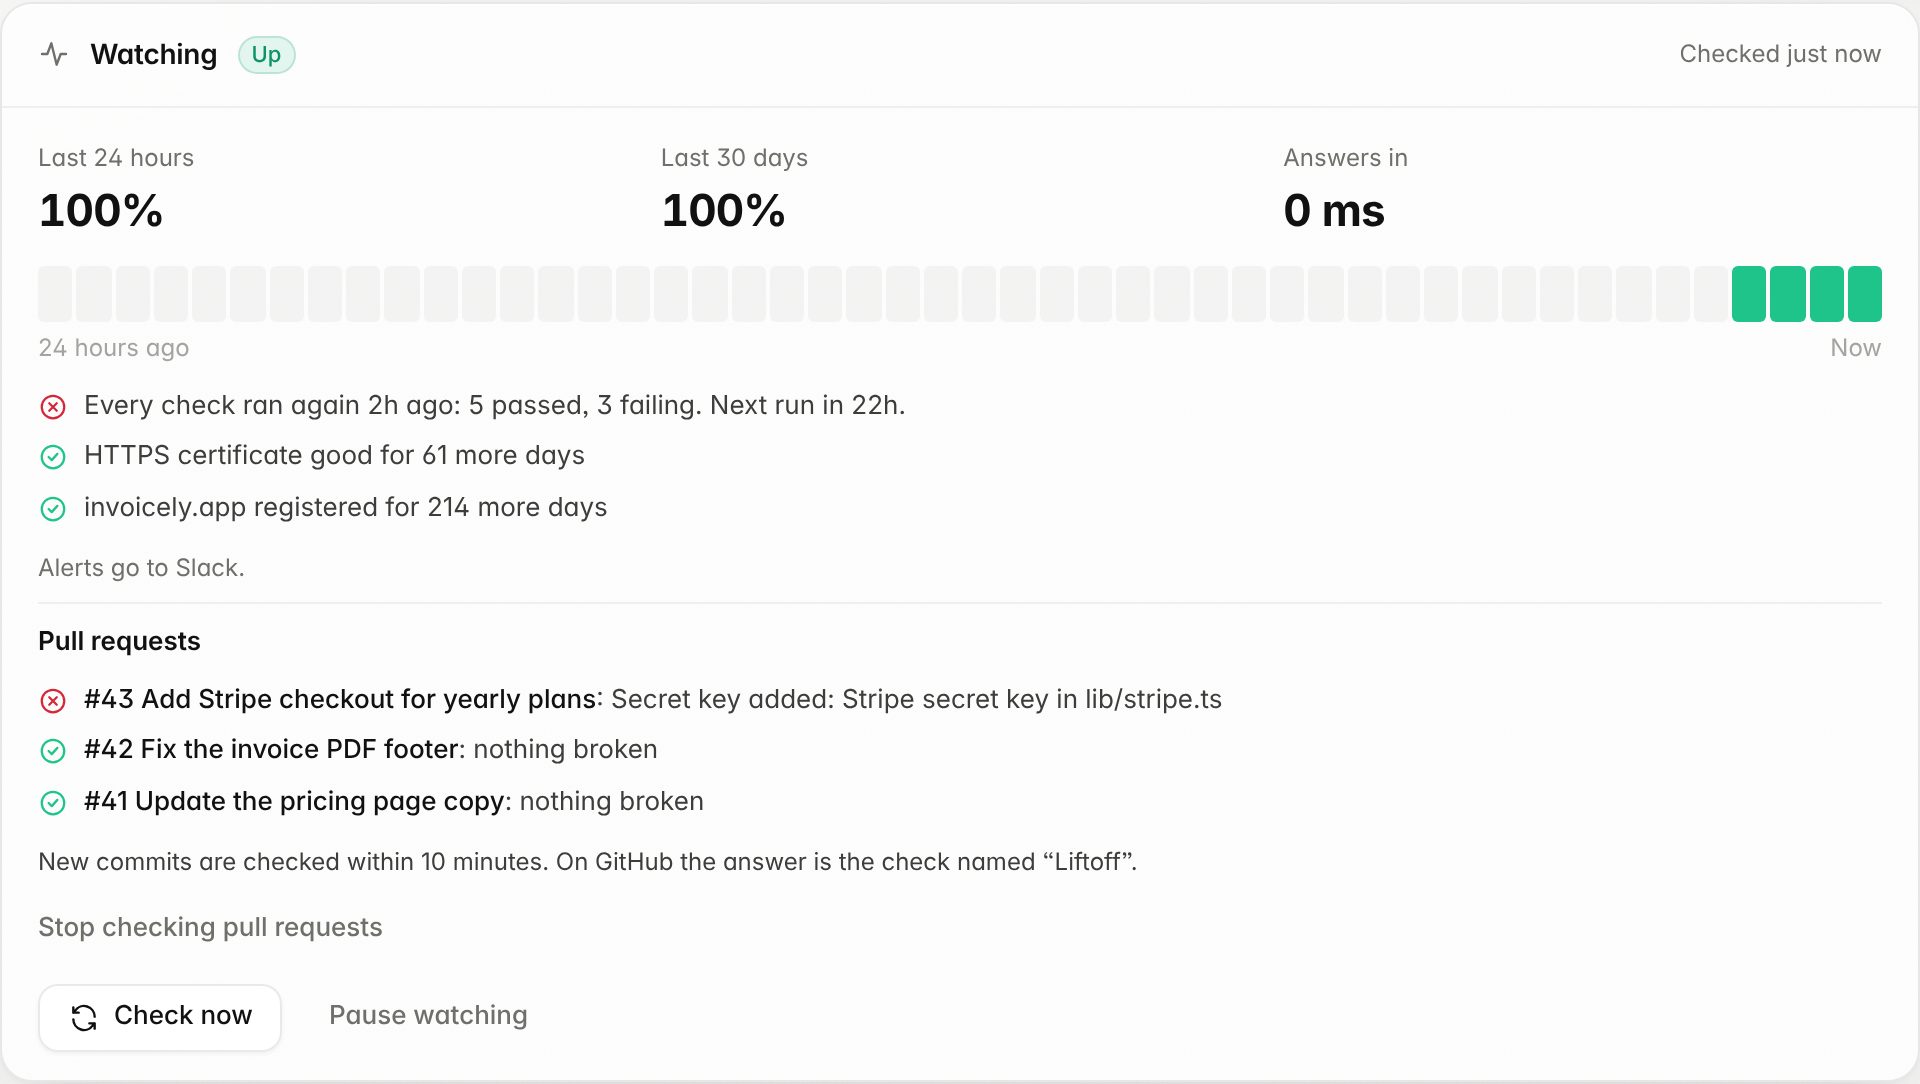 Watching Up Checked just now
Last 24 hours Last 30 days Answers in
100% 100% 0 ms
24 hours ago Now
Every check ran again 2h ago: 5 passed, 3 failing. Next run in 22h.
HTTPS certificate good for 61 more days
invoicely.app registered for 214 more days
Alerts go to Slack.
Pull requests
#43 Add Stripe checkout for yearly plans: Secret key added: Stripe secret key in lib/stripe.ts
#42 Fix the invoice PDF footer: nothing broken
#41 Update the pricing page copy: nothing broken
New commits are checked within 10 minutes. On GitHub the answer is the check named “Liftoff”.
Stop checking pull requests
Check now Pause watching